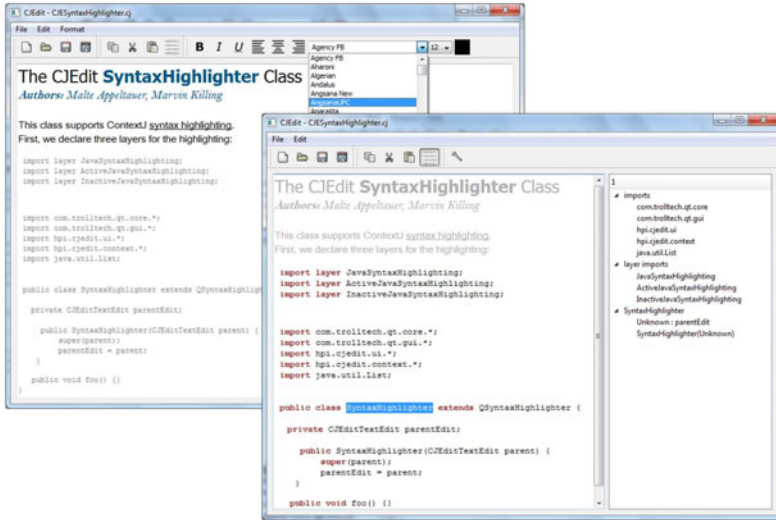 CJEdit - CJESyntaxHighlighter.cj
File Edit Format
B I U Agency FB 12
Agency FB
Aharoni
Algerian
Andalus
Angsana New
AngsanaUPC
The CJEdit SyntaxHighlighter Class
Authors: Malte Appeltauer, Marvin Killing
This class supports ContextJ syntax highlighting.
First, we declare three layers for the highlighting:
import layer JavaSyntaxHighlighting;
import layer ActiveJavaSyntaxHighlighting;
import layer InactiveJavaSyntaxHighlighting;
import com.trolltech.qt.core.*;
import com.trolltech.qt.gui.*;
import hpi.cjedit.ui.*;
import hpi.cjedit.context.*;
import java.util.List;
public class SyntaxHighlighter extends QSyntaxHighlig
private CJEditTextEdit parentEdit;
public SyntaxHighlighter(CJEditTextEdit parent) {
super(parent);
parentEdit = parent;
}
public void foo() {}
}
CJEdit - CJESyntaxHighlighter.cj
File Edit
The CJEdit SyntaxHighlighter Class
Authors: Malte Appeltauer, Marvin Killing
This class supports ContextJ syntax highlighting.
First, we declare three layers for the highlighting:
import layer JavaSyntaxHighlighting;
import layer ActiveJavaSyntaxHighlighting;
import layer InactiveJavaSyntaxHighlighting;
import com.trolltech.qt.core.*;
import com.trolltech.qt.gui.*;
import hpi.cjedit.ui.*;
import hpi.cjedit.context.*;
import java.util.List;
public class SyntaxHighlighter extends QSyntaxHighlighter {
private CJEditTextEdit parentEdit;
public SyntaxHighlighter(CJEditTextEdit parent) {
super(parent);
parentEdit = parent;
}
public void foo() {}
1
imports
com.trolltech.qt.core
com.trolltech.qt.gui
hpi.cjedit.ui
hpi.cjedit.context
java.util.List
layer imports
JavaSyntaxHighlighting
ActiveJavaSyntaxHighlighting
InactiveJavaSyntaxHighlighting
SyntaxHighlighter
Unknown : parentEdit
SyntaxHighlighter(Unknown)